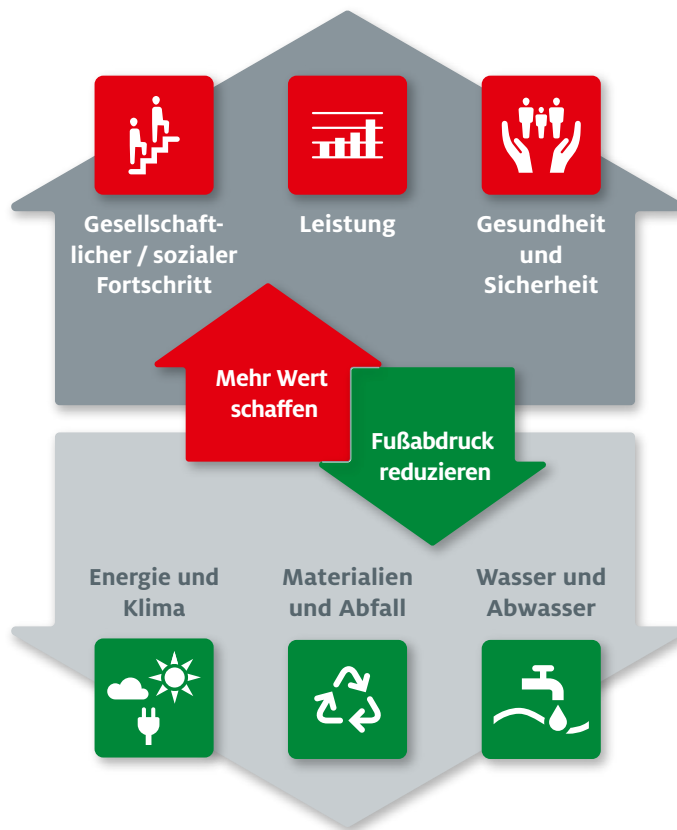 Gesellschaft-
licher / sozialer
Fortschritt
Leistung
Gesundheit
und
Sicherheit
Mehr Wert
schaffen
Fußabdruck
reduzieren
Energie und
Klima
Materialien
und Abfall
Wasser und
Abwasser